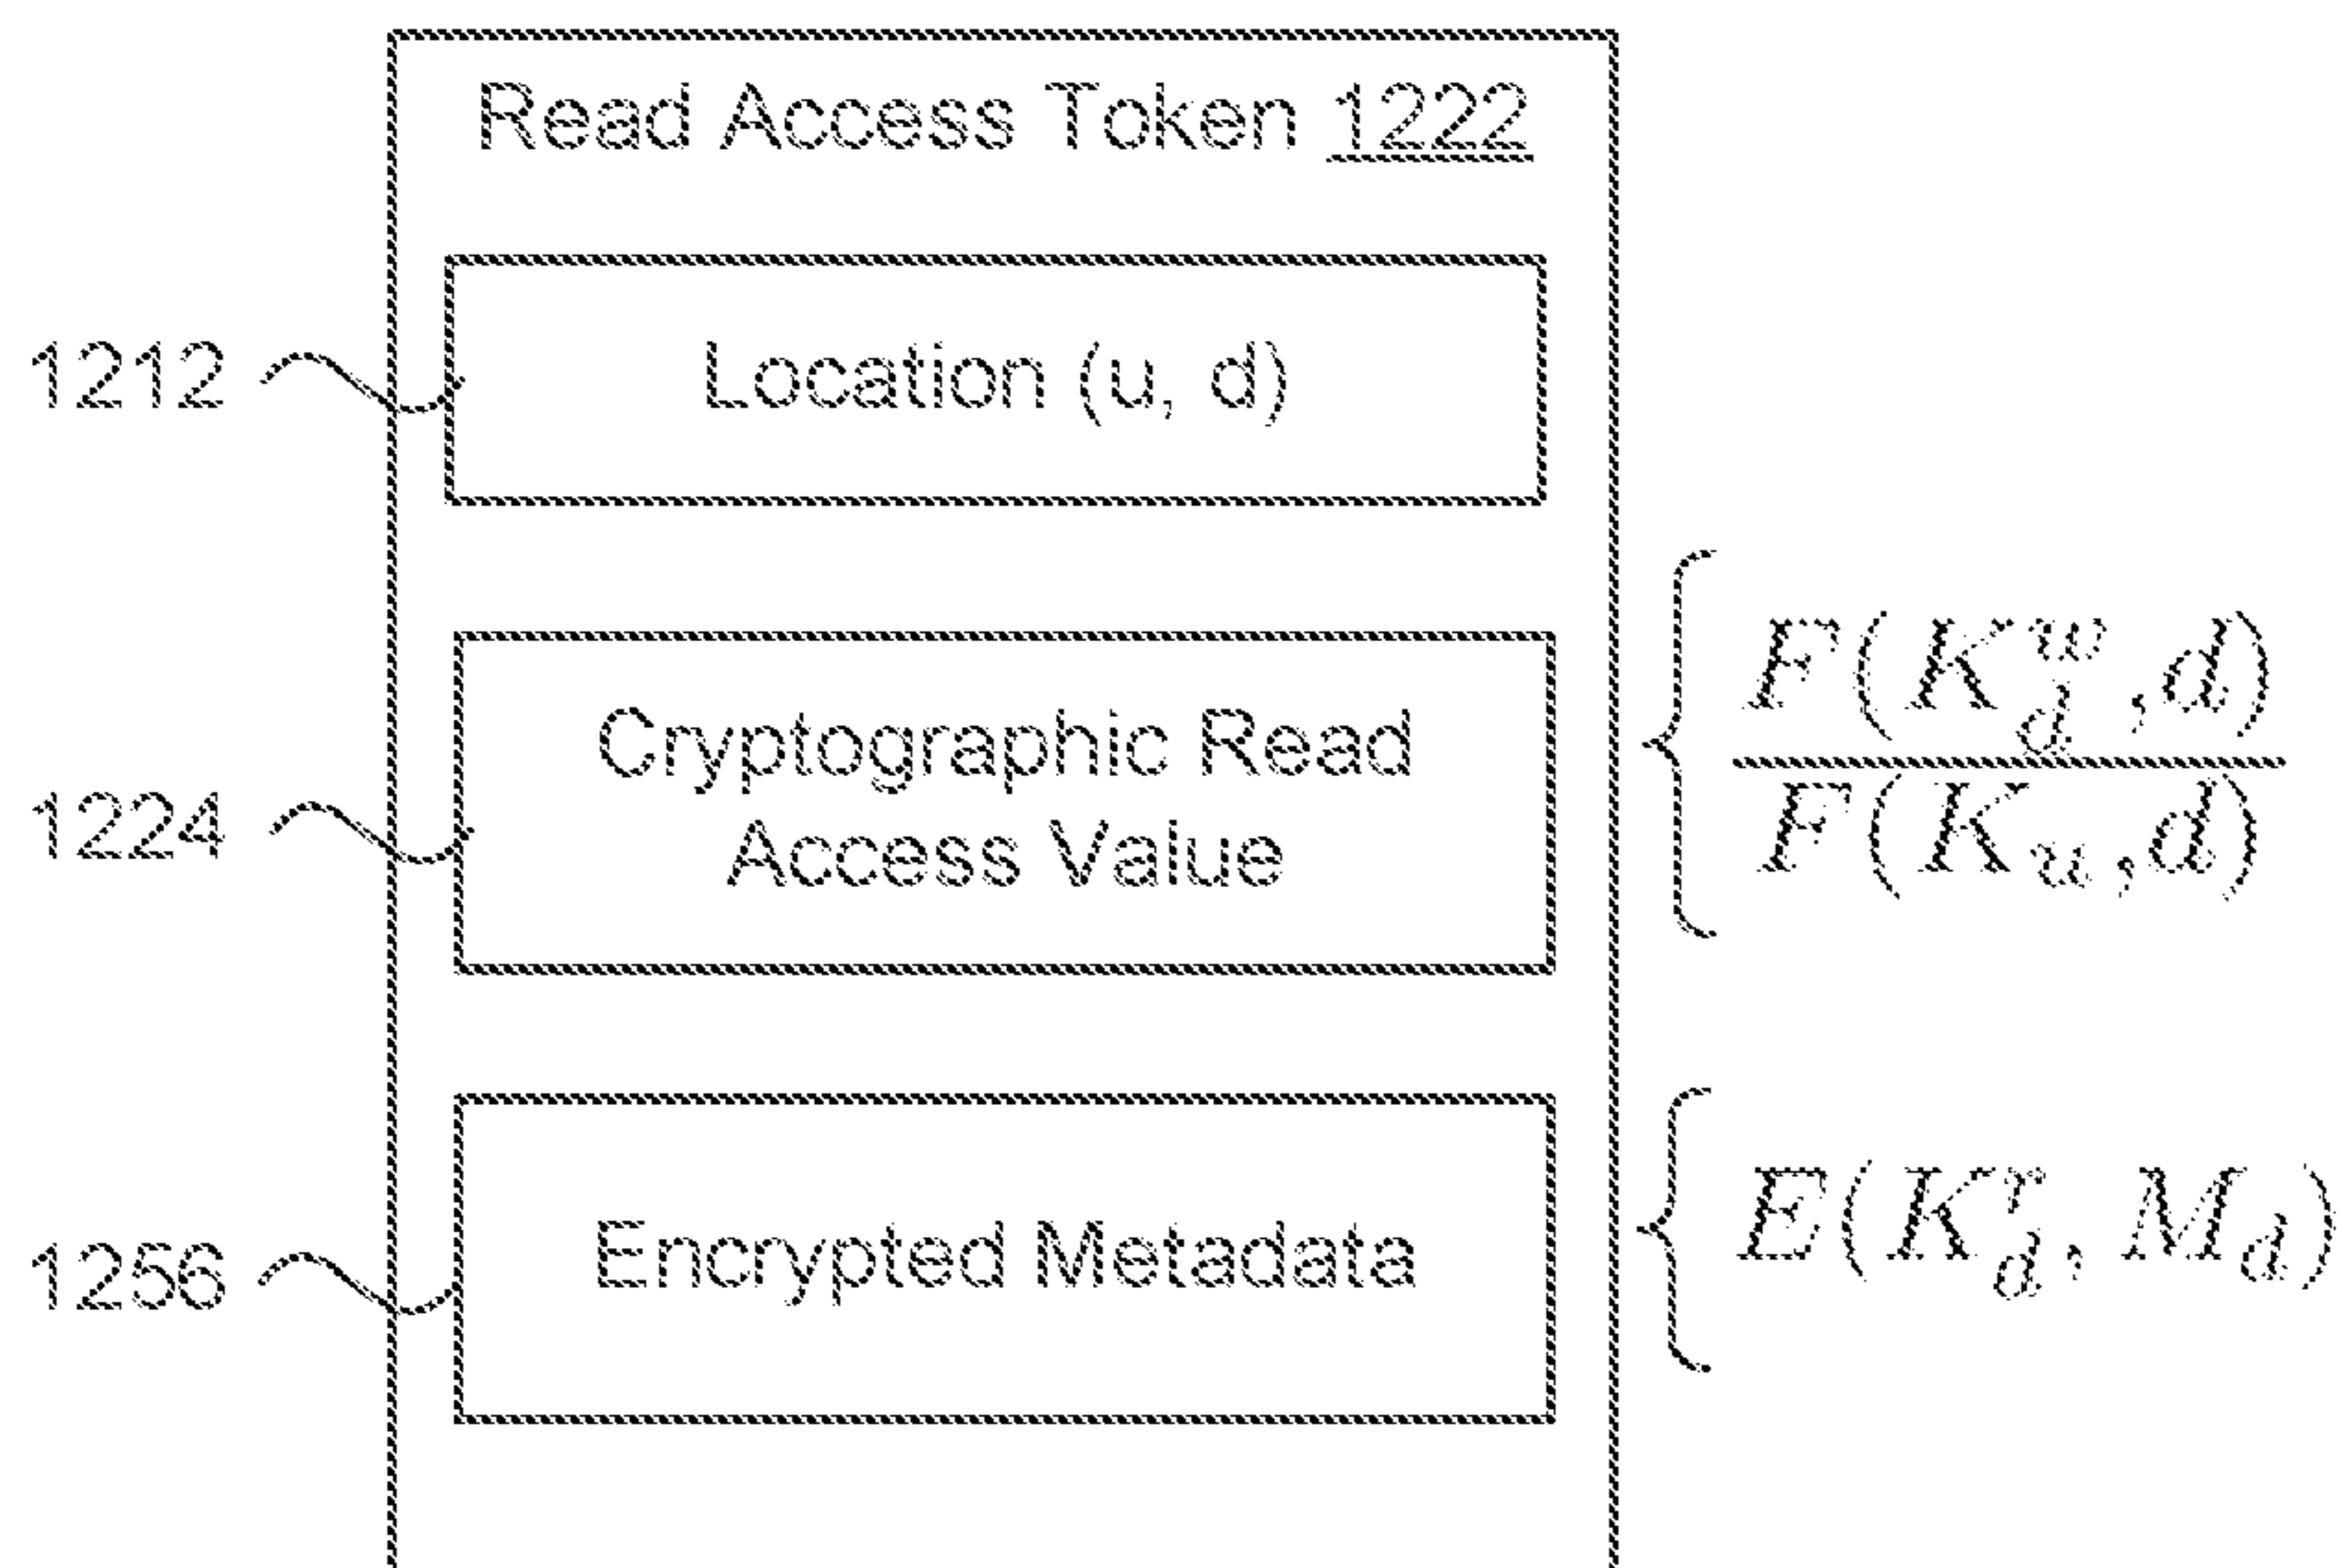 Read Access Token 1222
1212
Location (u, d)
1224
Cryptographic Read
Access Value
F(K_d^w, d)
F(K_u, d)
1256
Encrypted Metadata
E(K_d^r, M_d)